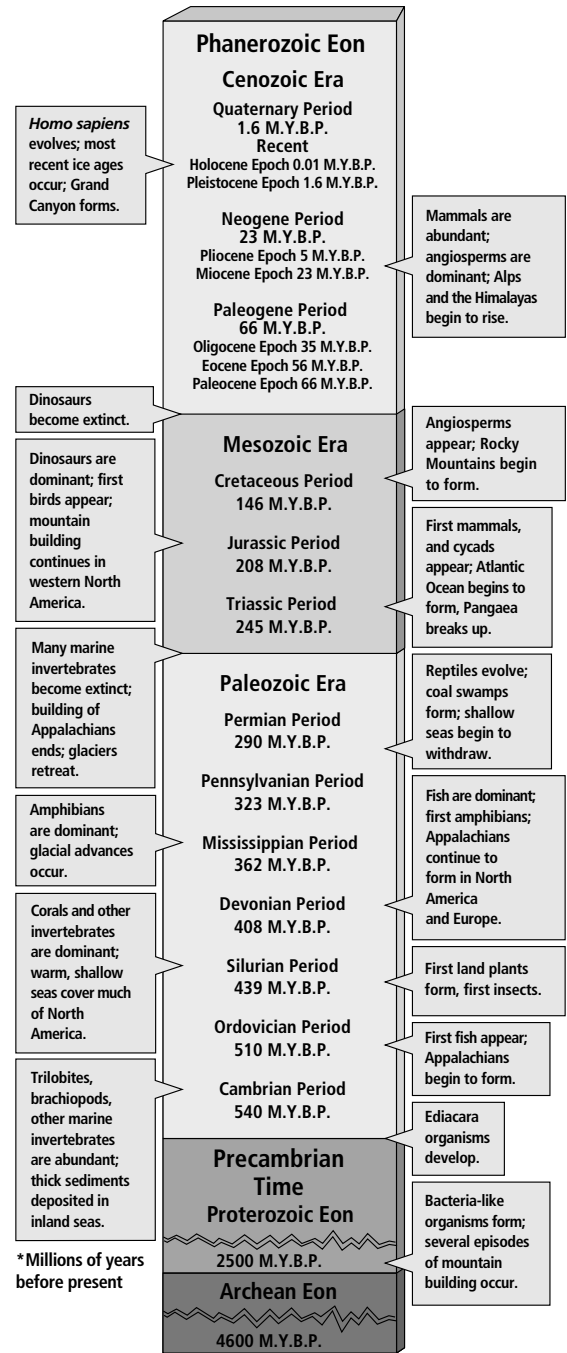 Phanerozoic Eon
Cenozoic Era
Quaternary Period
1.6 M.Y.B.P.
Recent
Holocene Epoch 0.01 M.Y.B.P.
Pleistocene Epoch 1.6 M.Y.B.P.
Homo sapiens
evolves; most
recent ice ages
occur; Grand
Canyon forms.
Neogene Period
23 M.Y.B.P.
Pliocene Epoch 5 M.Y.B.P.
Miocene Epoch 23 M.Y.B.P.
Mammals are
abundant;
angiosperms are
dominant; Alps
and the Himalayas
begin to rise.
Paleogene Period
66 M.Y.B.P.
Oligocene Epoch 35 M.Y.B.P.
Eocene Epoch 56 M.Y.B.P.
Paleocene Epoch 66 M.Y.B.P.
Dinosaurs
become extinct.
Mesozoic Era
Cretaceous Period
146 M.Y.B.P.
Angiosperms
appear; Rocky
Mountains begin
to form.
Dinosaurs are
dominant; first
birds appear;
mountain
building
continues in
western North
America.
Jurassic Period
208 M.Y.B.P.
Triassic Period
245 M.Y.B.P.
First mammals,
and cycads
appear; Atlantic
Ocean begins to
form, Pangaea
breaks up.
Many marine
invertebrates
become extinct;
building of
Appalachians
ends; glaciers
retreat.
Paleozoic Era
Permian Period
290 M.Y.B.P.
Reptiles evolve;
coal swamps
form; shallow
seas begin to
withdraw.
Pennsylvanian Period
323 M.Y.B.P.
Amphibians
are dominant;
glacial advances
occur.
Mississippian Period
362 M.Y.B.P.
Fish are dominant;
first amphibians;
Appalachians
continue to
form in North
America
and Europe.
Devonian Period
408 M.Y.B.P.
Corals and other
invertebrates
are dominant;
warm, shallow
seas cover much
of North
America.
Silurian Period
439 M.Y.B.P.
First land plants
form, first insects.
Ordovician Period
510 M.Y.B.P.
First fish appear;
Appalachians
begin to form.
Trilobites,
brachiopods,
other marine
invertebrates
are abundant;
thick sediments
deposited in
inland seas.
Cambrian Period
540 M.Y.B.P.
Ediacara
organisms
develop.
Precambrian
Time
Proterozoic Eon
2500 M.Y.B.P.
Bacteria-like
organisms form;
several episodes
of mountain
building occur.
*Millions of years
before present
Archean Eon
4600 M.Y.B.P.